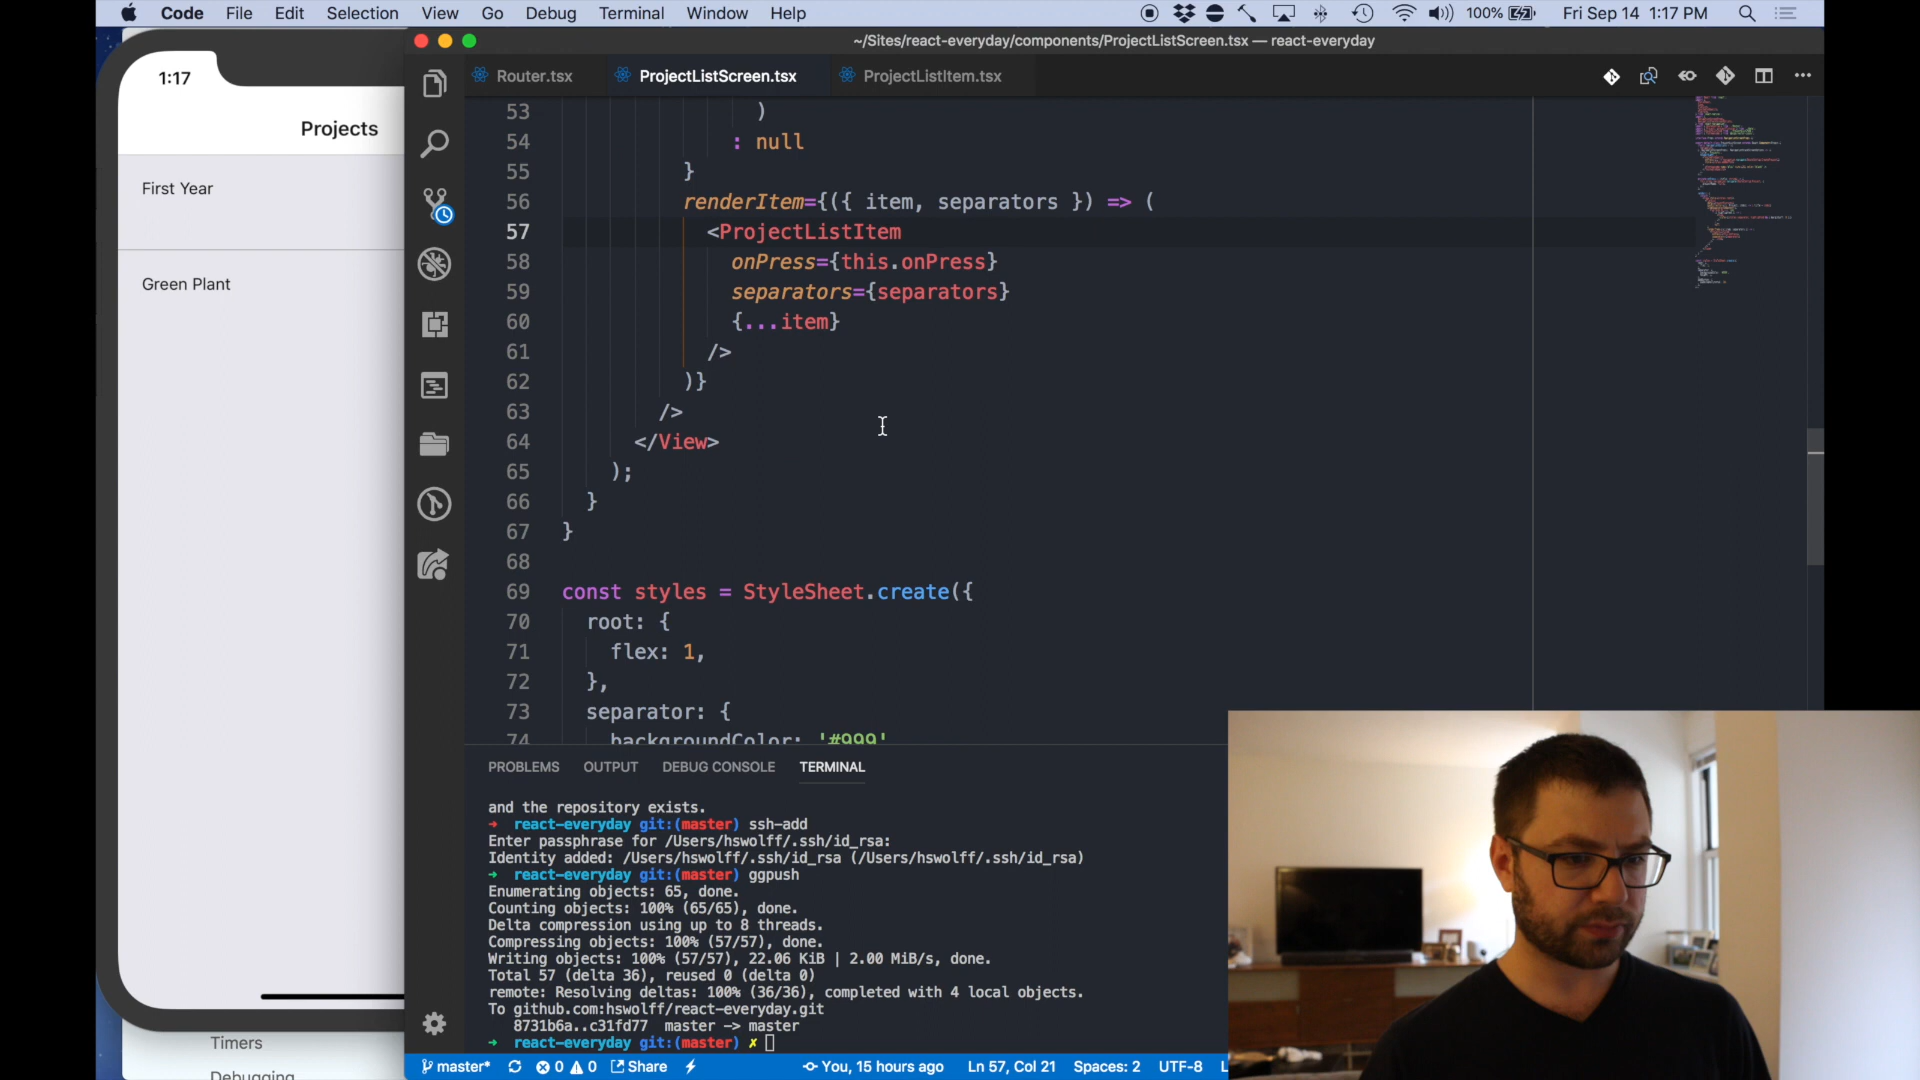 Code File Edit Selection View Go Debug Terminal Window Help
100% Fri Sep 14 1:17 PM
1:17
Projects
First Year
Green Plant
Timers
Debugging
~/Sites/react-everyday/components/ProjectListScreen.tsx — react-everyday
Router.tsx ProjectListScreen.tsx ProjectListItem.tsx
53 )
54 : null
55 }
56 renderItem={({ item, separators }) => (
57 <ProjectListItem
58 onPress={this.onPress}
59 separators={separators}
60 {...item}
61 />
62 )}
63 />
64 </View>
65 );
66 }
67 }
68
69 const styles = StyleSheet.create({
70 root: {
71 flex: 1,
72 },
73 separator: {
74 backgroundColor: '#999'
PROBLEMS OUTPUT DEBUG CONSOLE TERMINAL
and the repository exists.
➜ react-everyday git:(master) ssh-add
Enter passphrase for /Users/hswolff/.ssh/id_rsa:
Identity added: /Users/hswolff/.ssh/id_rsa (/Users/hswolff/.ssh/id_rsa)
➜ react-everyday git:(master) ggpush
Enumerating objects: 65, done.
Counting objects: 100% (65/65), done.
Delta compression using up to 8 threads.
Compressing objects: 100% (57/57), done.
Writing objects: 100% (57/57), 22.06 KiB | 2.00 MiB/s, done.
Total 57 (delta 36), reused 0 (delta 0)
remote: Resolving deltas: 100% (36/36), completed with 4 local objects.
To github.com:hswolff/react-everyday.git
8731b6a..c31fd77 master -> master
➜ react-everyday git:(master) ✗
master* 0 0 Share You, 15 hours ago Ln 57, Col 21 Spaces: 2 UTF-8 L